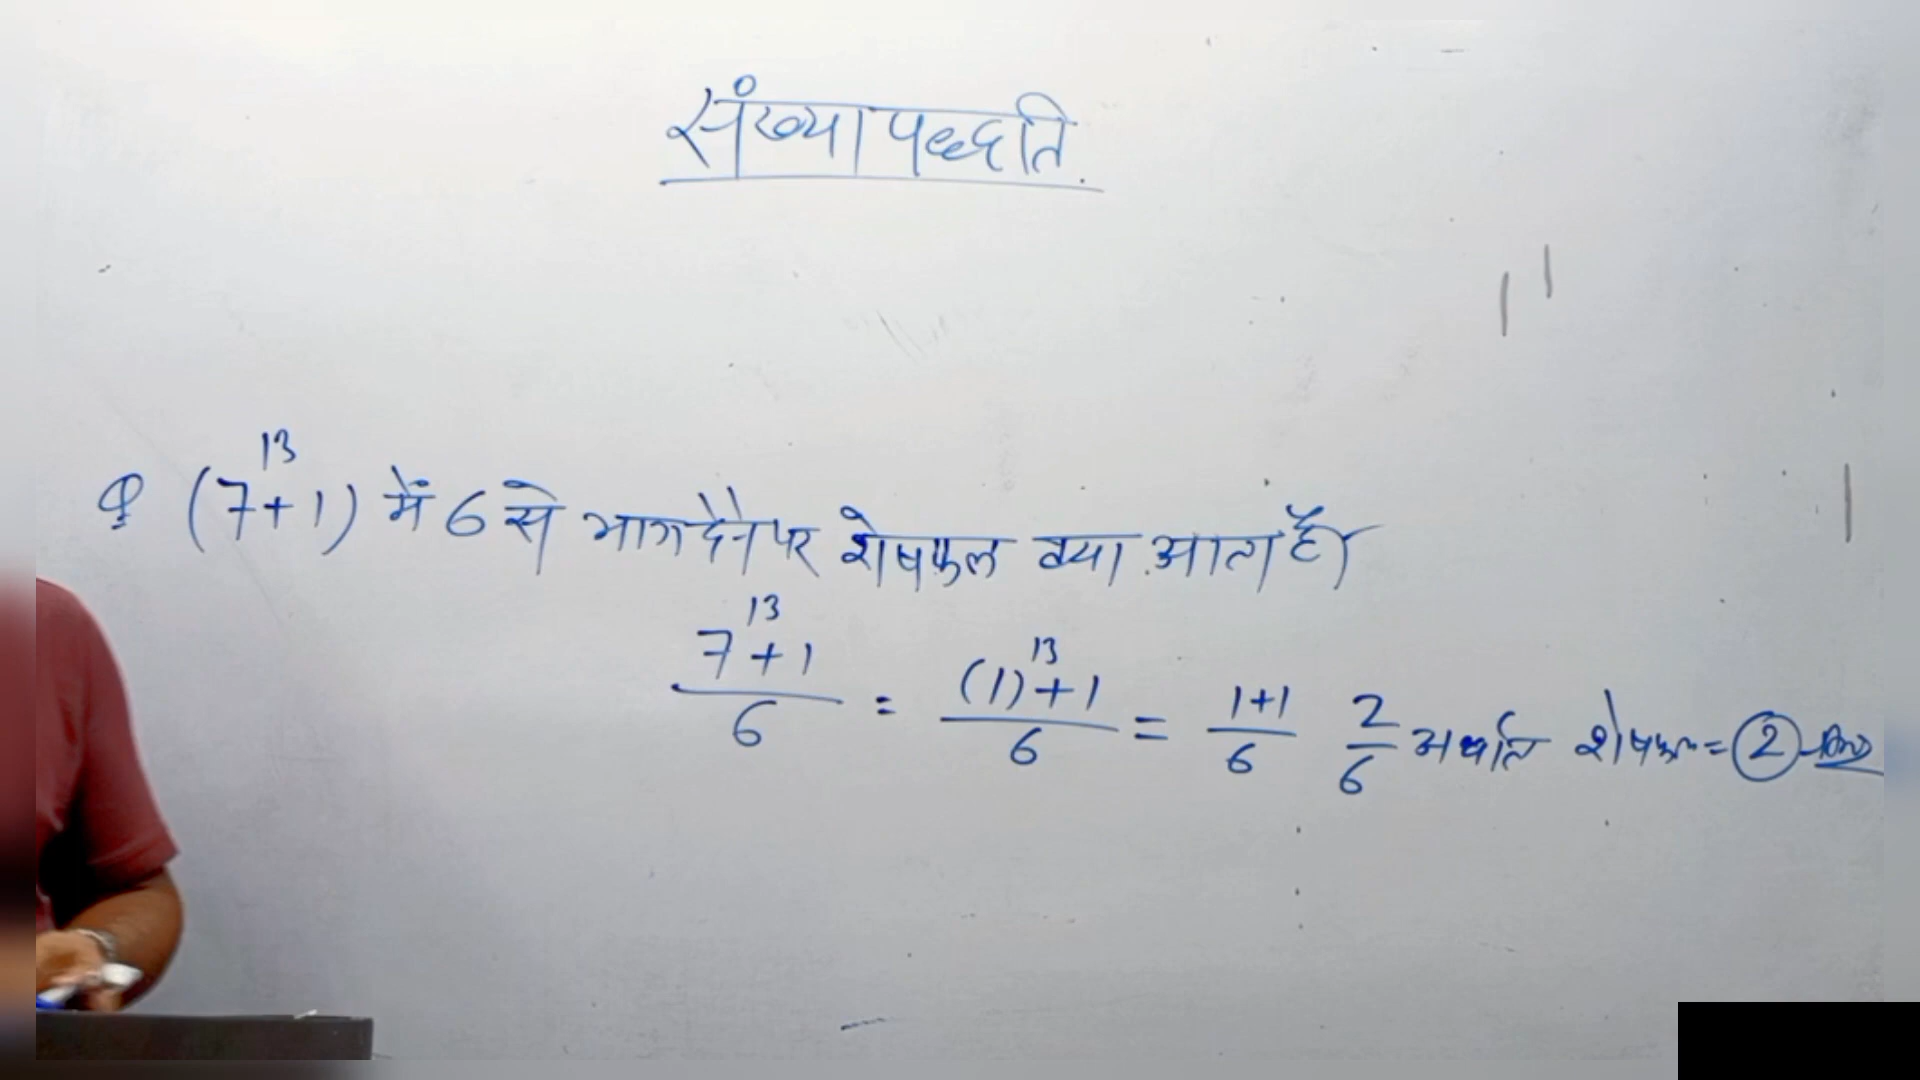 संख्या पद्धति
Q (7¹³+1) में 6 से भाग देने पर शेषफल क्या आता है।
7¹³+1/6 = (1)¹³+1/6 = 1+1/6 2/6 अर्थात शेषफल = 2 Ans